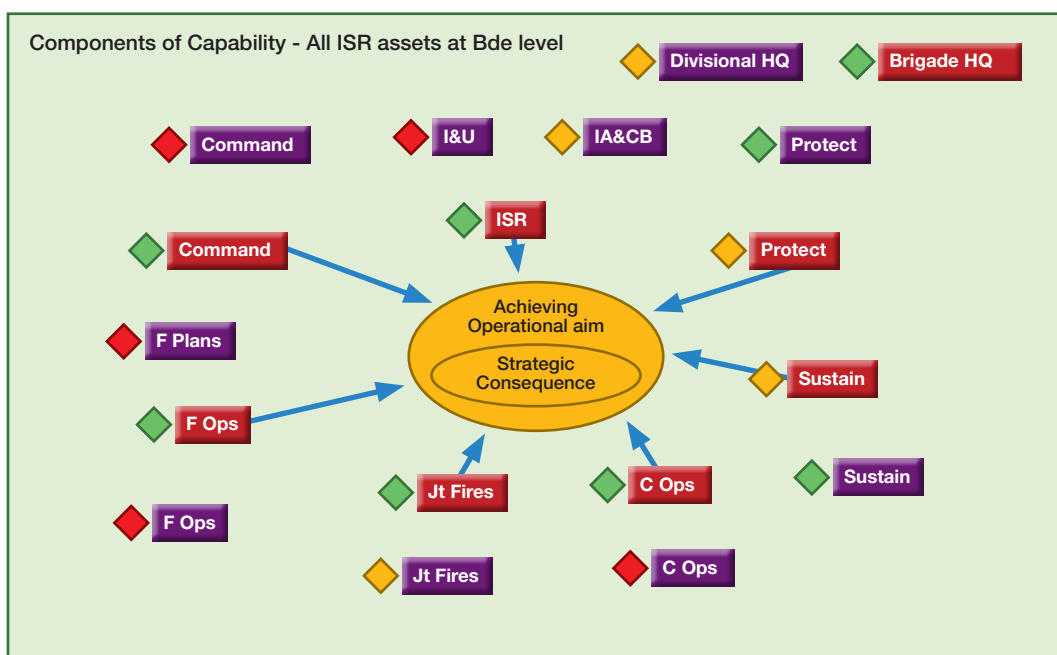 Components of Capability - All ISR assets at Bde level
Divisional HQ
Brigade HQ
Command
I&U
IA&CB
Protect
ISR
Command
Protect
Achieving
Operational aim
F Plans
Strategic
Consequence
Sustain
F Ops
Jt Fires
C Ops
Sustain
F Ops
Jt Fires
C Ops